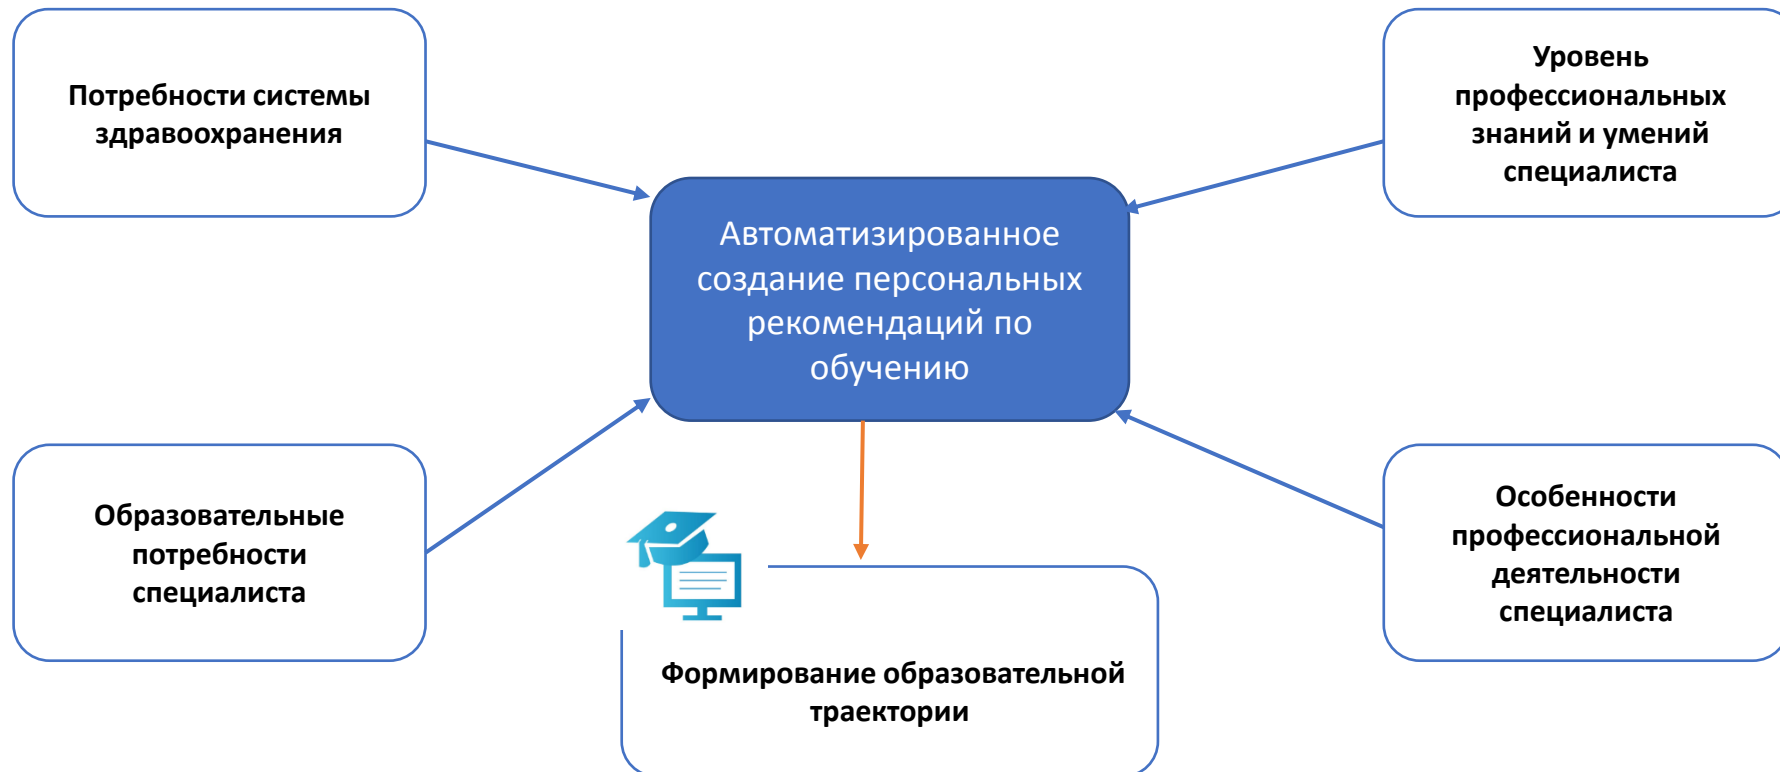 Потребности системы
здравоохранения
Уровень
профессиональных
знаний и умений
специалиста
Автоматизированное
создание персональных
рекомендаций по
обучению
Образовательные
потребности
специалиста
Особенности
профессиональной
деятельности
специалиста
Формирование образовательной
траектории